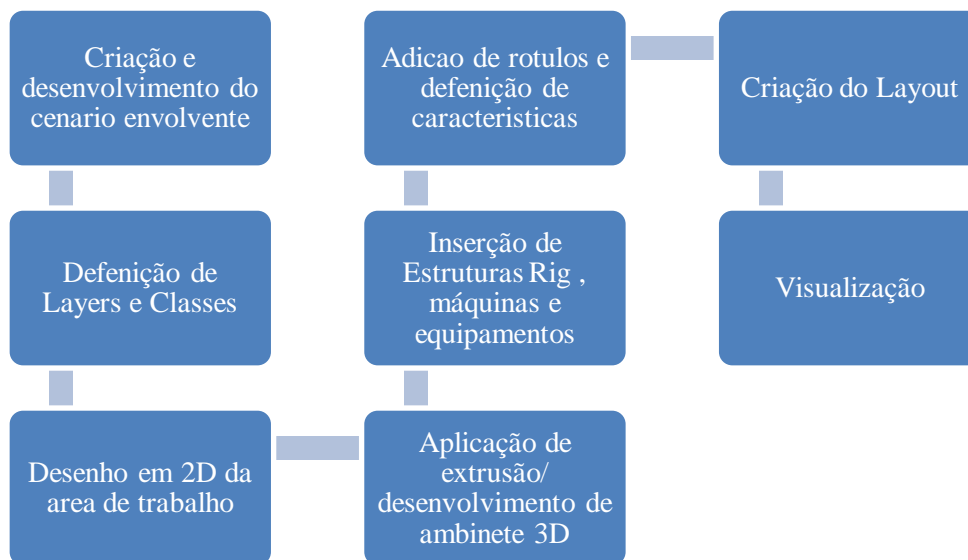 Criação e
desenvolvimento do
cenario envolvente
Defenição de
Layers e Classes
Desenho em 2D da
area de trabalho
Aplicação de
extrusão/
desenvolvimento de
ambinete 3D
Inserção de
Estruturas Rig ,
máquinas e
equipamentos
Adicao de rotulos e
defenição de
caracteristicas
Criação do Layout
Visualização